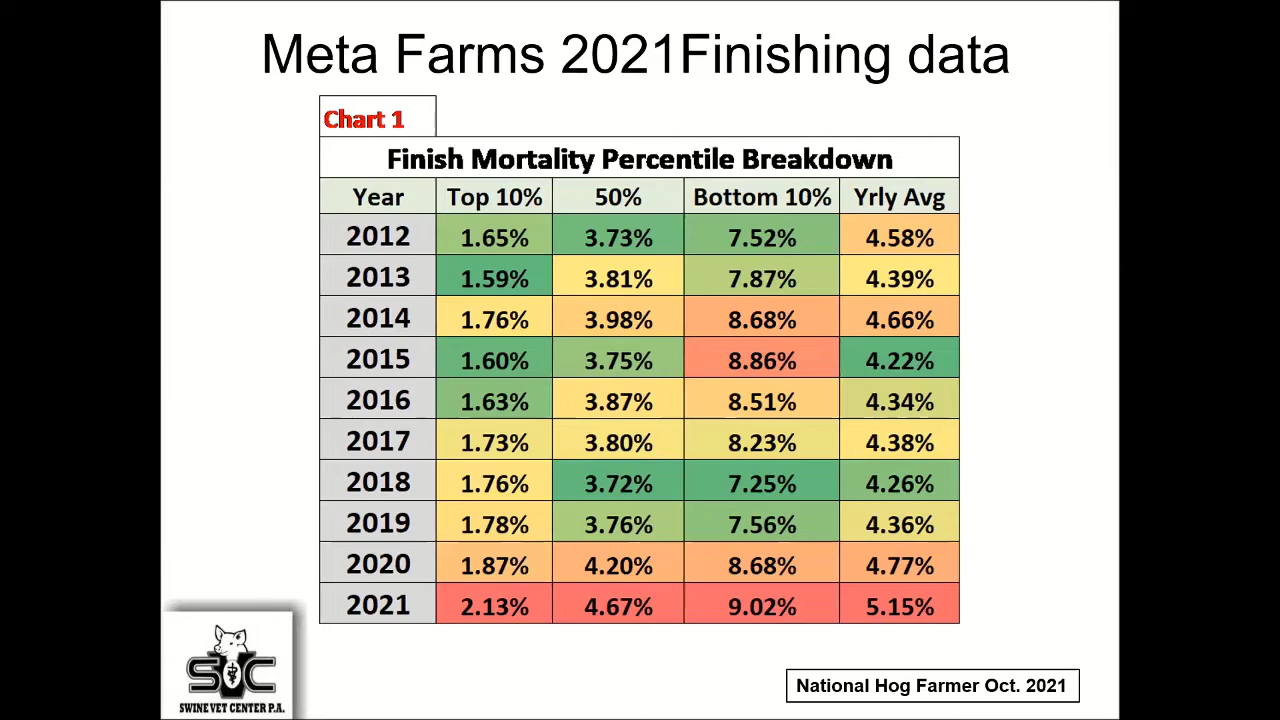 Meta Farms 2021Finishing data
Chart 1
Finish Mortality Percentile Breakdown
Year Top 10% 50% Bottom 10% Yrly Avg
2012 1.65% 3.73% 7.52% 4.58%
2013 1.59% 3.81% 7.87% 4.39%
2014 1.76% 3.98% 8.68% 4.66%
2015 1.60% 3.75% 8.86% 4.22%
2016 1.63% 3.87% 8.51% 4.34%
2017 1.73% 3.80% 8.23% 4.38%
2018 1.76% 3.72% 7.25% 4.26%
2019 1.78% 3.76% 7.56% 4.36%
2020 1.87% 4.20% 8.68% 4.77%
2021 2.13% 4.67% 9.02% 5.15%
SVC
SWINE VET CENTER P.A.
National Hog Farmer Oct. 2021